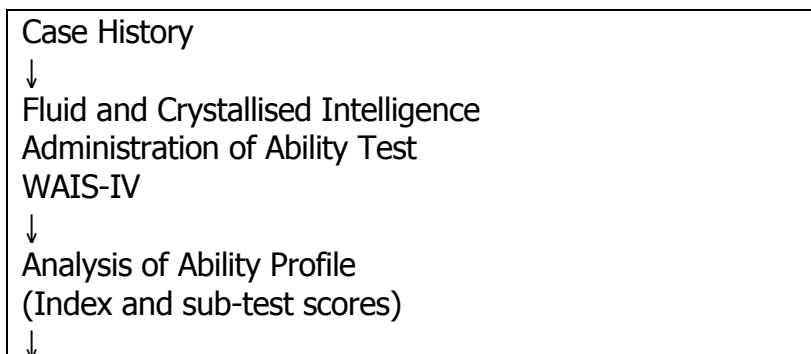 Case History
↓
Fluid and Crystallised Intelligence
Administration of Ability Test
WAIS-IV
↓
Analysis of Ability Profile
(Index and sub-test scores)
↓